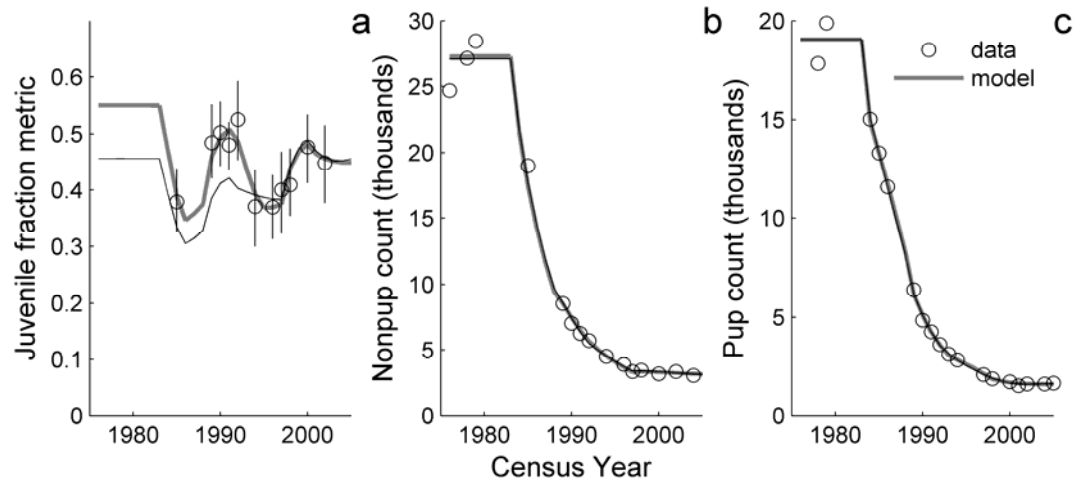 a
Juvenile fraction metric
0.6
0.5
0.4
0.3
0.2
0.1
0
1980 1990 2000
b
Nonpup count (thousands)
30
25
20
15
10
5
0
1980 1990 2000
Census Year
c
Pup count (thousands)
20
15
10
5
0
data
model
1980 1990 2000